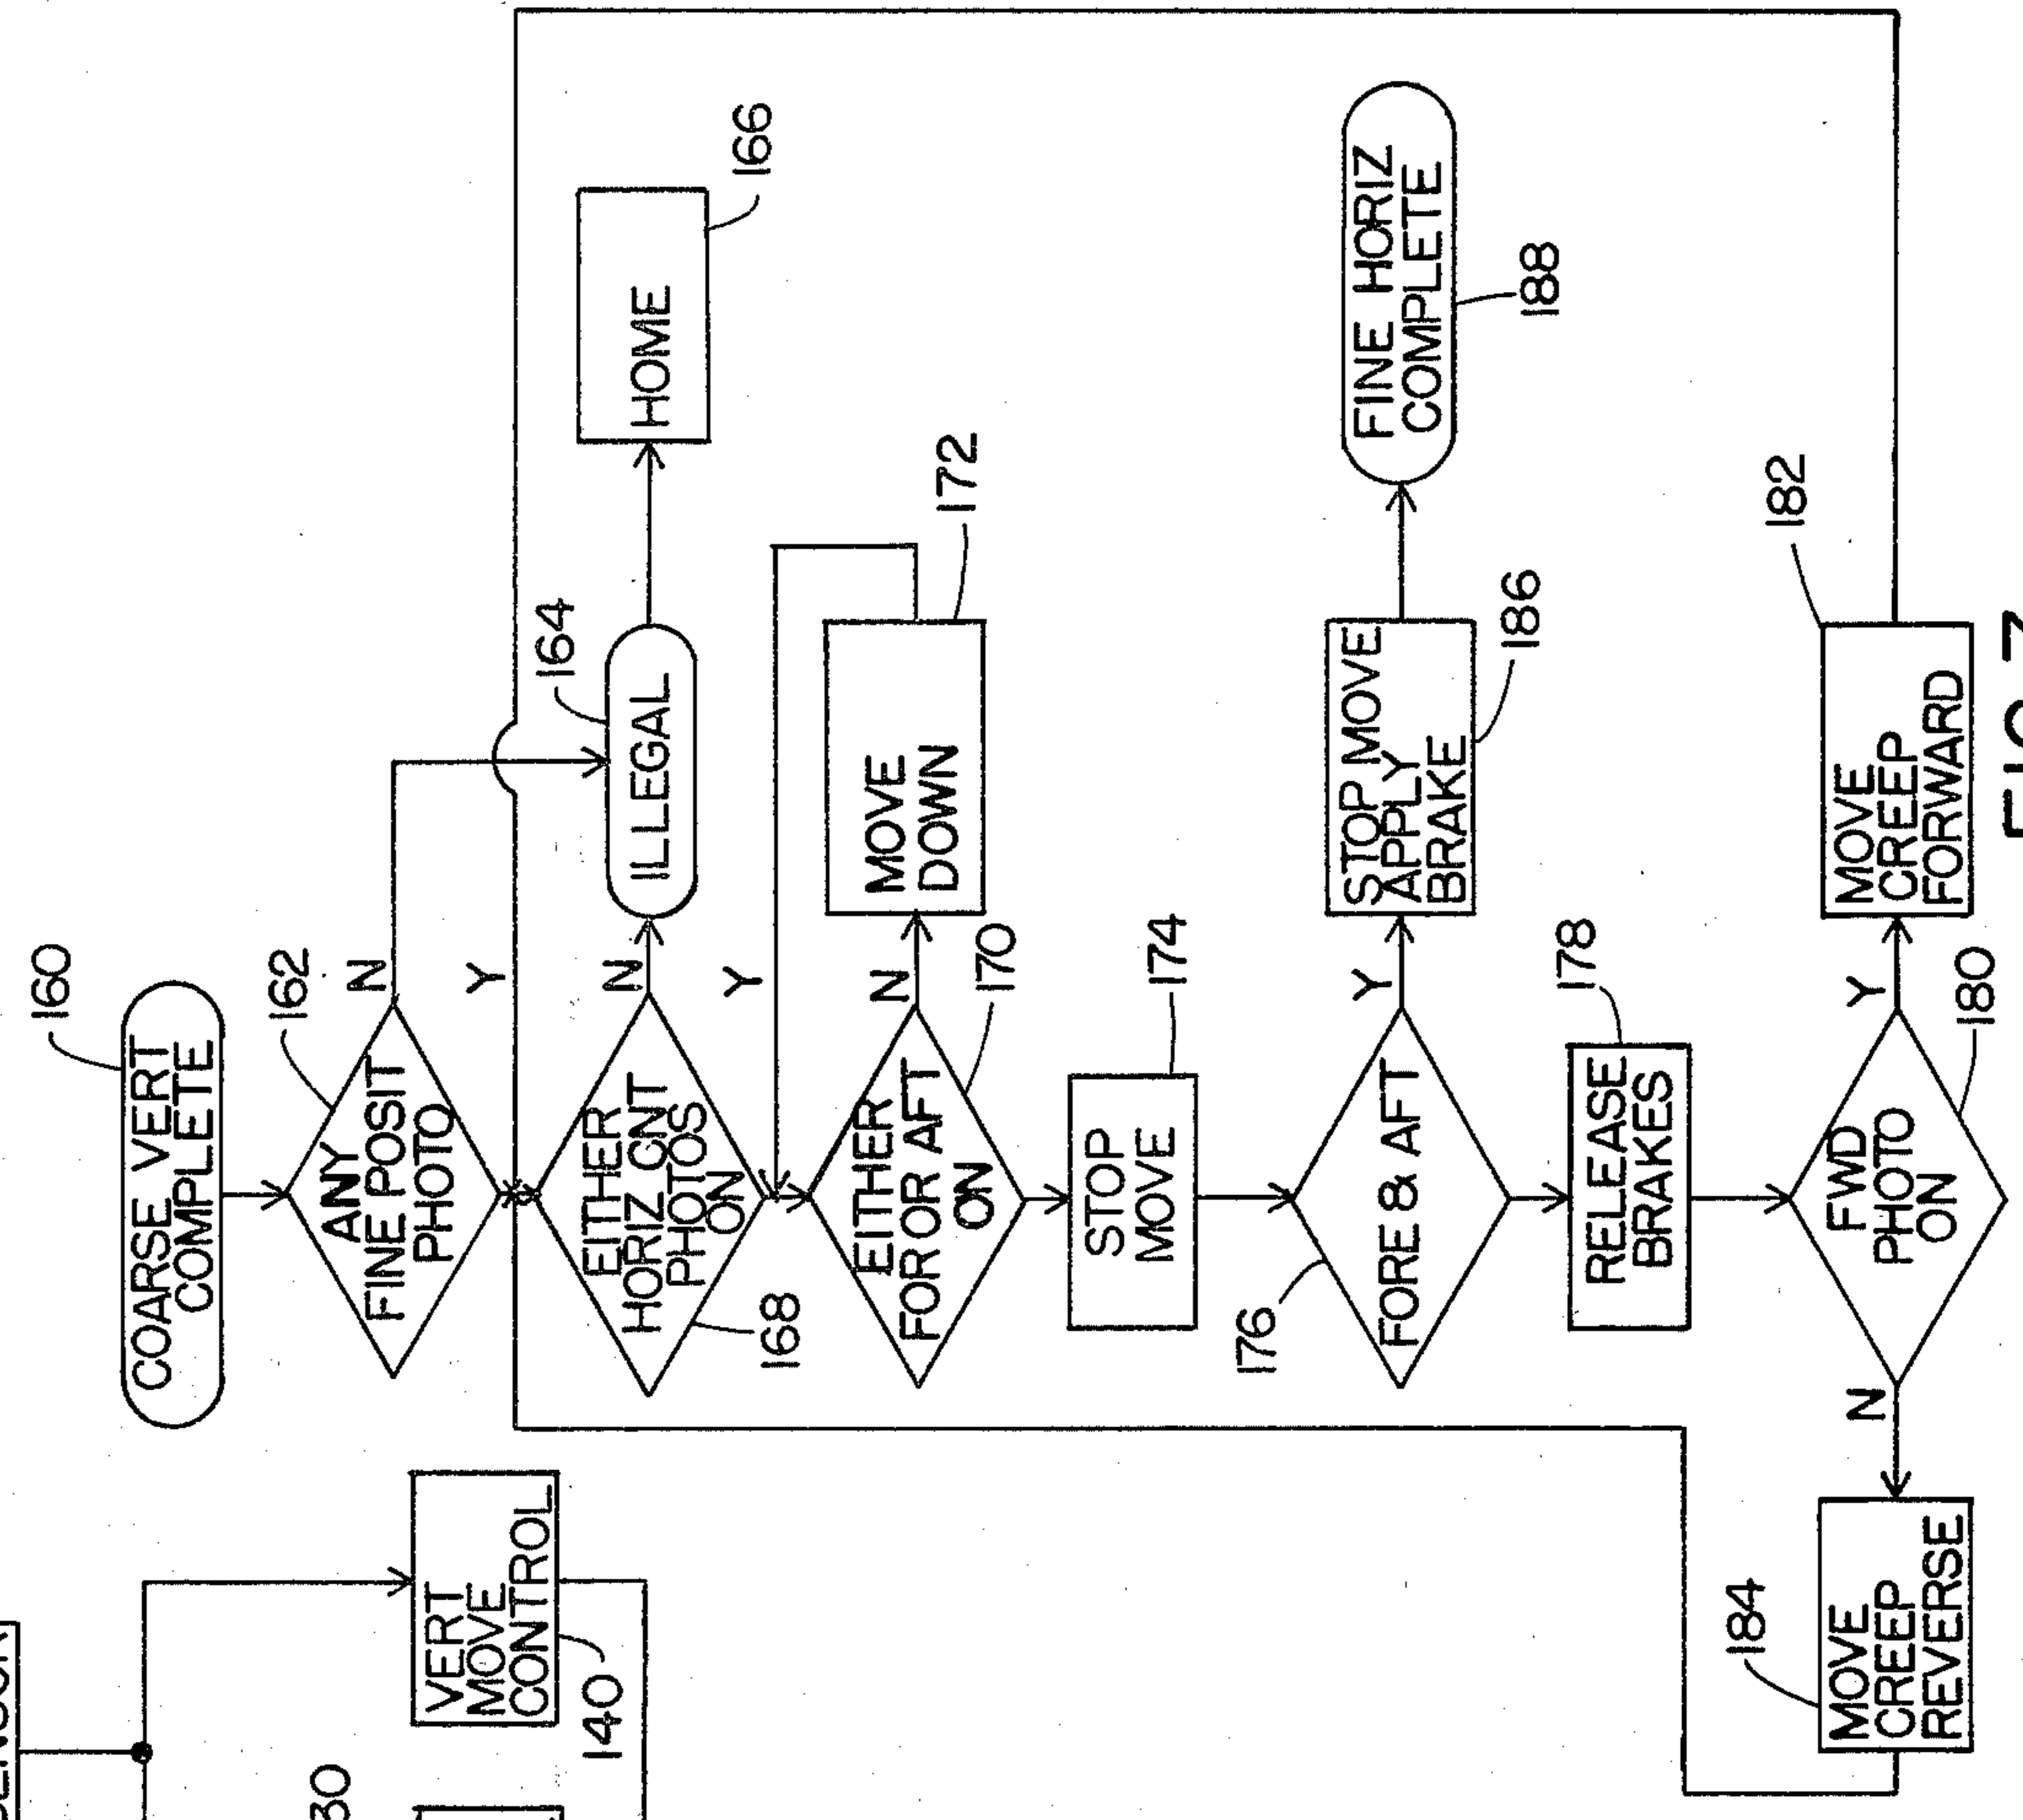 160
COARSE VERT
COMPLETE
162
ANY
FINE POSIT
PHOTO
N
Y
164
ILLEGAL
HOME
166
EITHER
HORIZ CNT
PHOTOS
ON
N
Y
168
EITHER
FOR OR AFT
ON
N
170
MOVE
DOWN
172
STOP
MOVE
174
FORE & AFT
176
Y
STOP MOVE
APPLY
BRAKE
186
FINE HORIZ
COMPLETE
188
RELEASE
BRAKES
178
FWD
PHOTO
ON
180
Y
N
MOVE
CREEP
FORWARD
182
MOVE
CREEP
REVERSE
184
VERT
MOVE
CONTROL
140